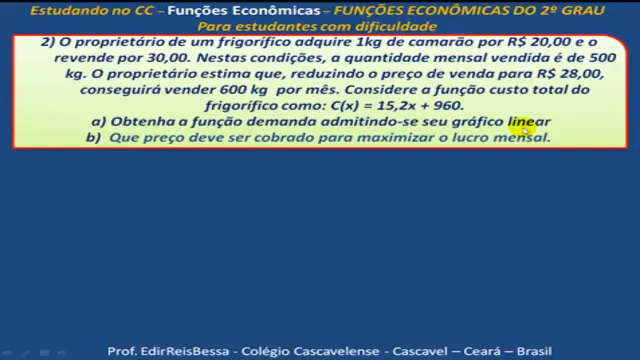 Estudando no CC – Funções Econômicas – FUNÇÕES ECONÔMICAS DO 2º GRAU
Para estudantes com dificuldade
2) O proprietário de um frigorífico adquire 1kg de camarão por R$ 20,00 e o
revende por 30,00. Nestas condições, a quantidade mensal vendida é de 500
kg. O proprietário estima que, reduzindo o preço de venda para R$ 28,00,
conseguirá vender 600 kg por mês. Considere a função custo total do
frigorífico como: C(x) = 15,2x + 960.
a) Obtenha a função demanda admitindo-se seu gráfico linear
b) Que preço deve ser cobrado para maximizar o lucro mensal.
Prof. EdirReisBessa - Colégio Cascavelense - Cascavel – Ceará – Brasil